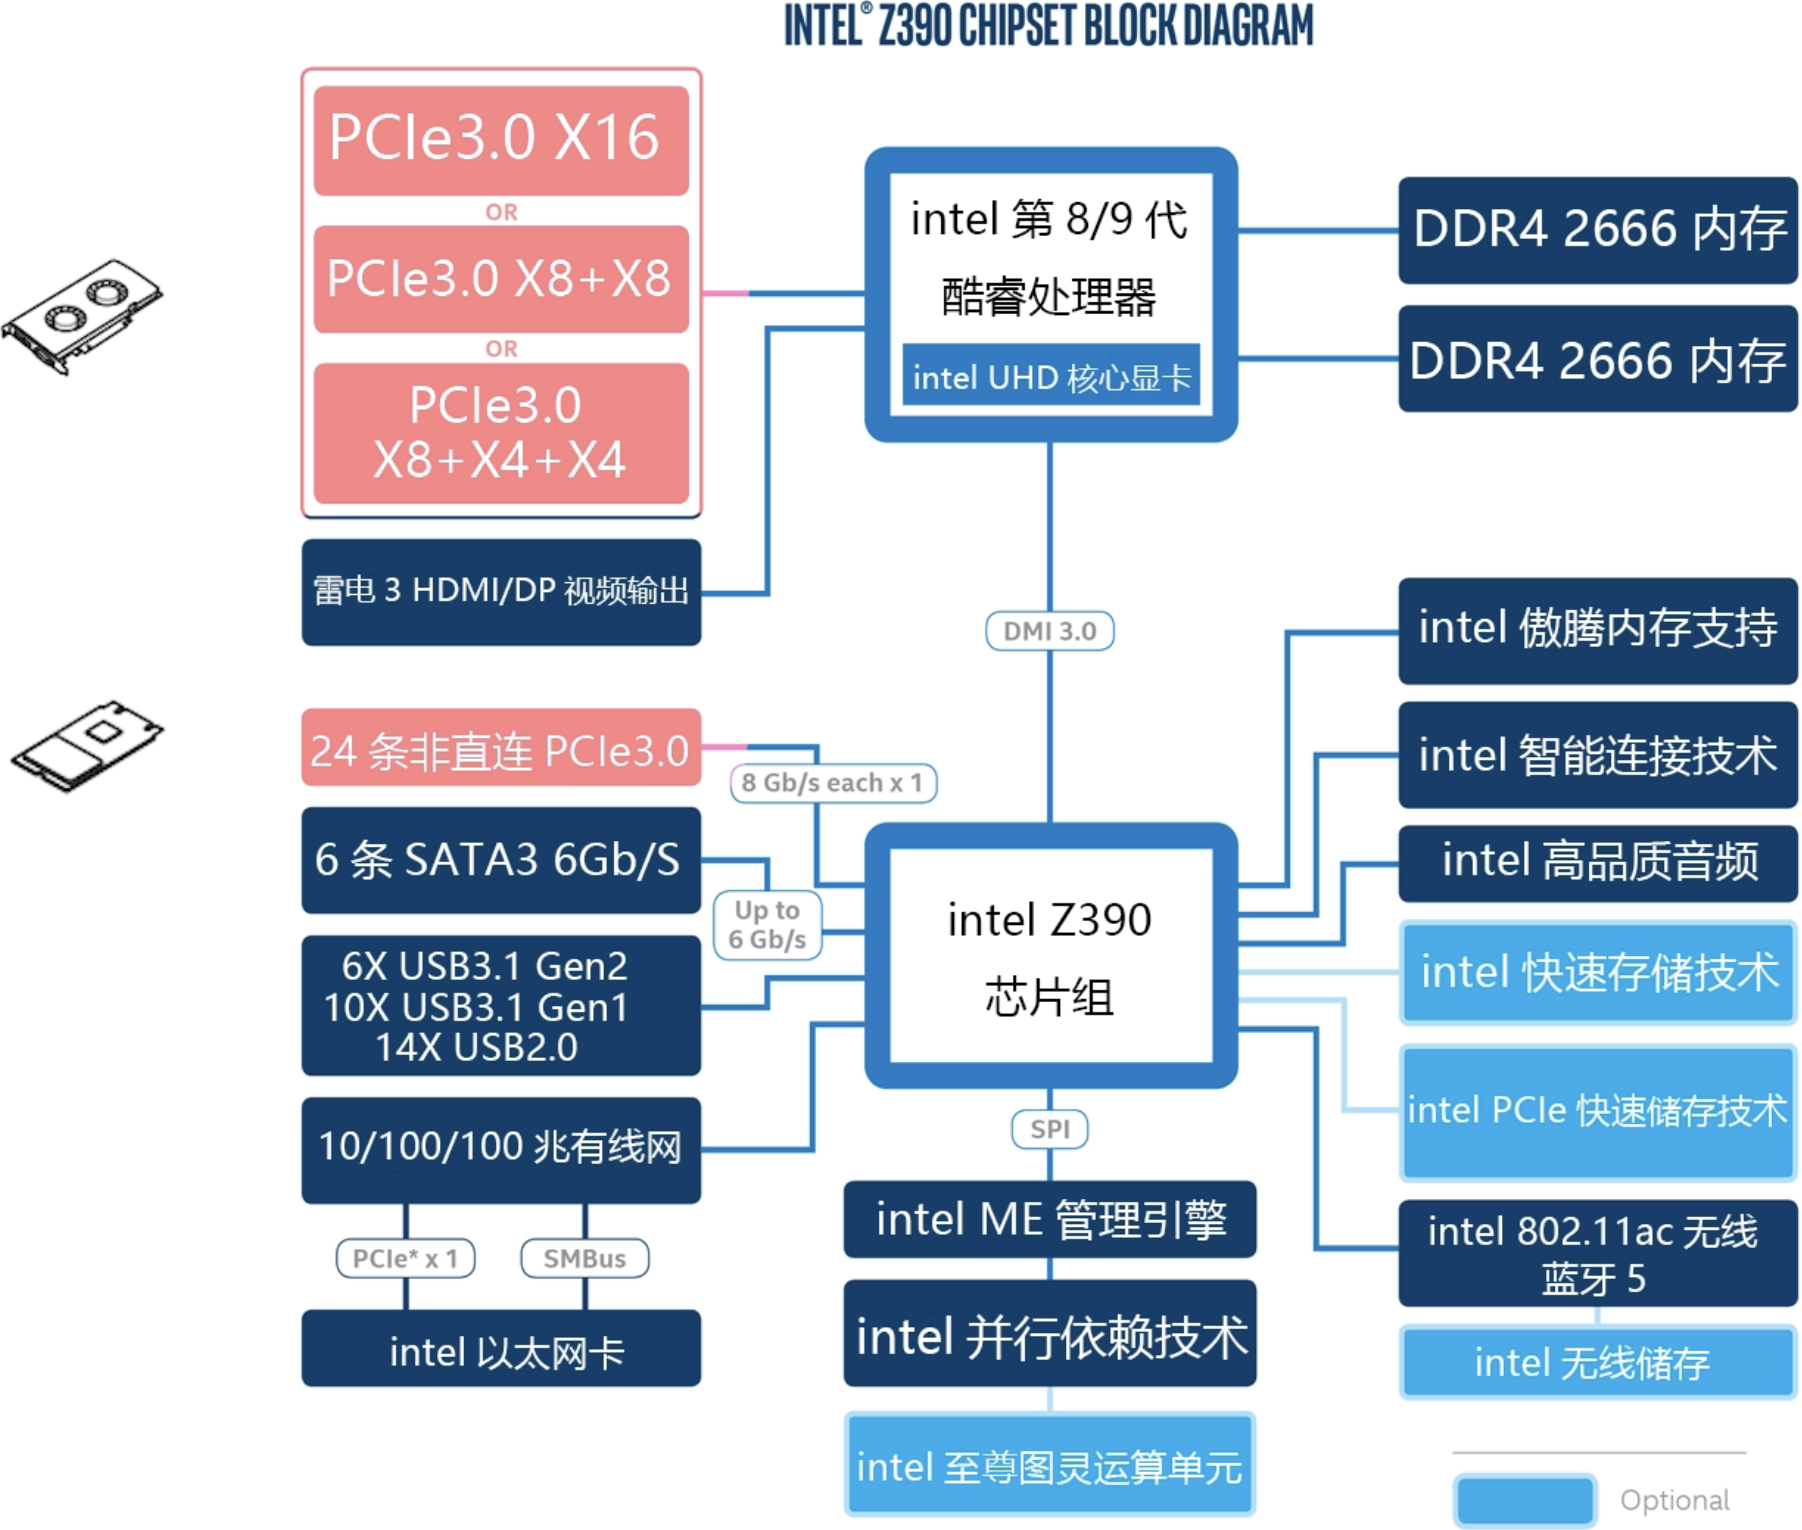 INTEL® Z390 CHIPSET BLOCK DIAGRAM
PCIe3.0 X16
OR
PCIe3.0 X8+X8
OR
PCIe3.0
X8+X4+X4
雷电 3 HDMI/DP 视频输出
intel 第 8/9 代
酷睿处理器
intel UHD 核心显卡
DDR4 2666 内存
DDR4 2666 内存
DMI 3.0
24 条非直连 PCIe3.0
8 Gb/s each x 1
6 条 SATA3 6Gb/S
Up to
6 Gb/s
6X USB3.1 Gen2
10X USB3.1 Gen1
14X USB2.0
10/100/100 兆有线网
PCIe* x 1
SMBus
intel 以太网卡
intel Z390
芯片组
SPI
intel ME 管理引擎
intel 并行依赖技术
intel 至尊图灵运算单元
intel 傲腾内存支持
intel 智能连接技术
intel 高品质音频
intel 快速存储技术
intel PCIe 快速储存技术
intel 802.11ac 无线
蓝牙 5
intel 无线储存
Optional